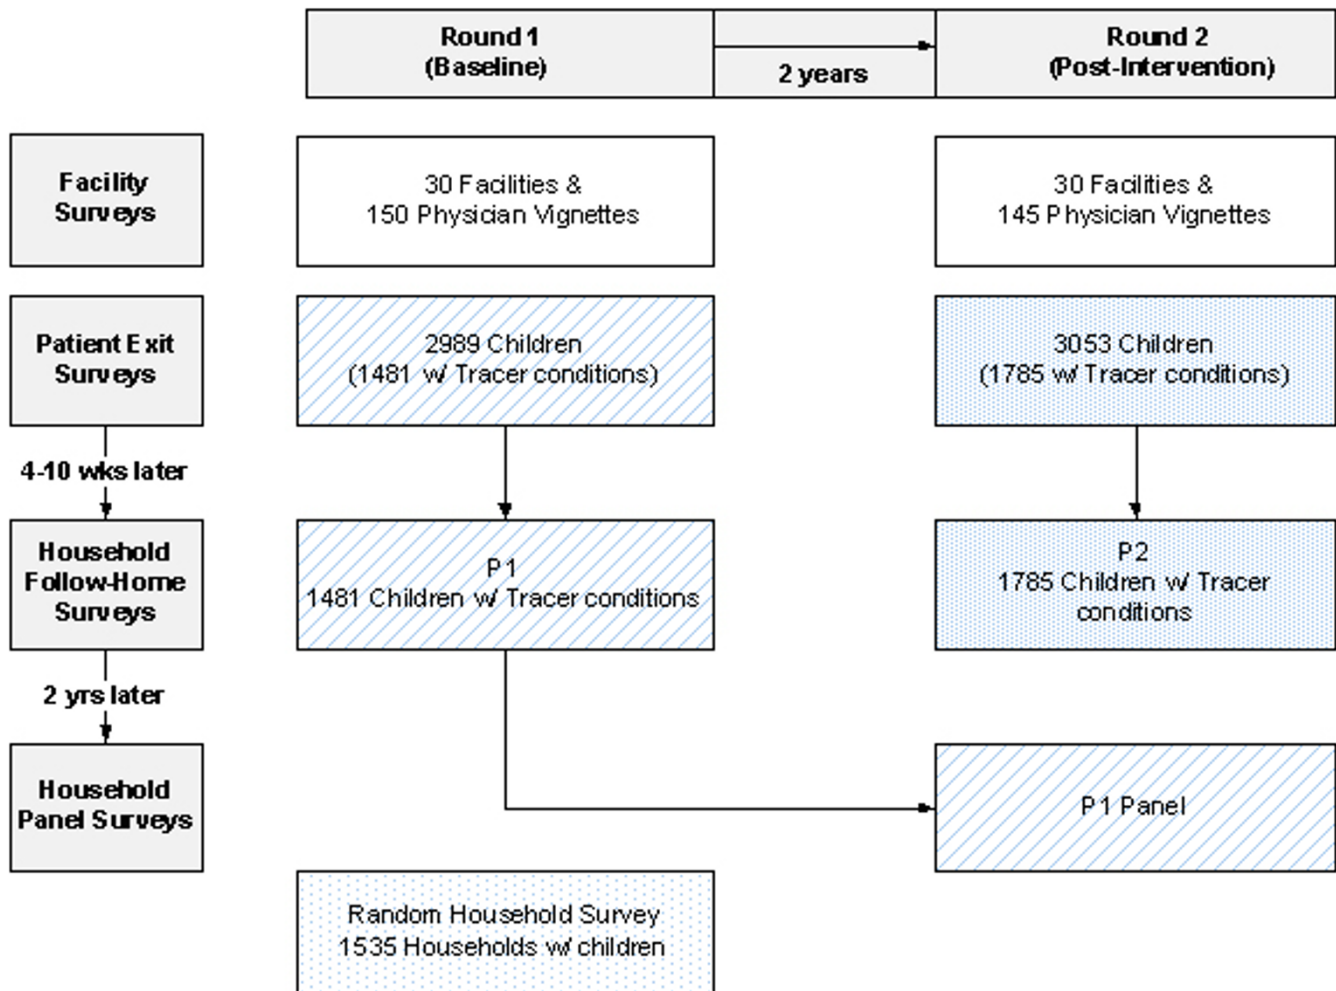 Round 1
(Baseline)
2 years
Round 2
(Post-Intervention)
Facility
Surveys
30 Facilities &
150 Physician Vignettes
30 Facilities &
145 Physician Vignettes
Patient Exit
Surveys
2989 Children
(1481 w/ Tracer conditions)
3053 Children
(1785 w/ Tracer conditions)
4-10 wks later
Household
Follow-Home
Surveys
P1
1481 Children w/ Tracer conditions
P2
1785 Children w/ Tracer
conditions
2 yrs later
Household
Panel Surveys
P1 Panel
Random Household Survey
1535 Households w/ children